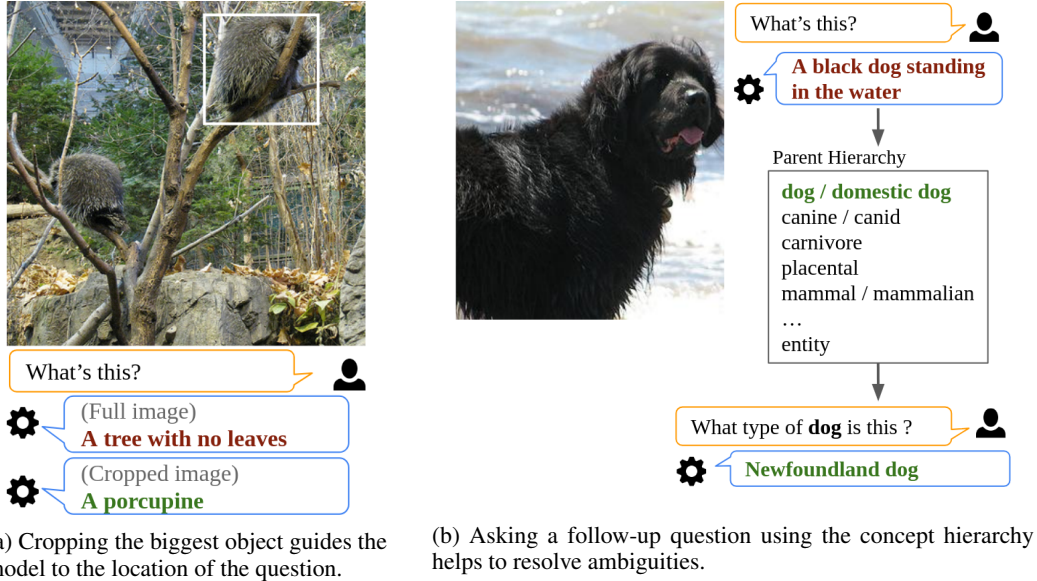 What's this?
(Full image)
A tree with no leaves
(Cropped image)
A porcupine
a) Cropping the biggest object guides the
model to the location of the question.
What's this?
A black dog standing
in the water
Parent Hierarchy
dog / domestic dog
canine / canid
carnivore
placental
mammal / mammalian
…
entity
What type of dog is this ?
Newfoundland dog
(b) Asking a follow-up question using the concept hierarchy
helps to resolve ambiguities.